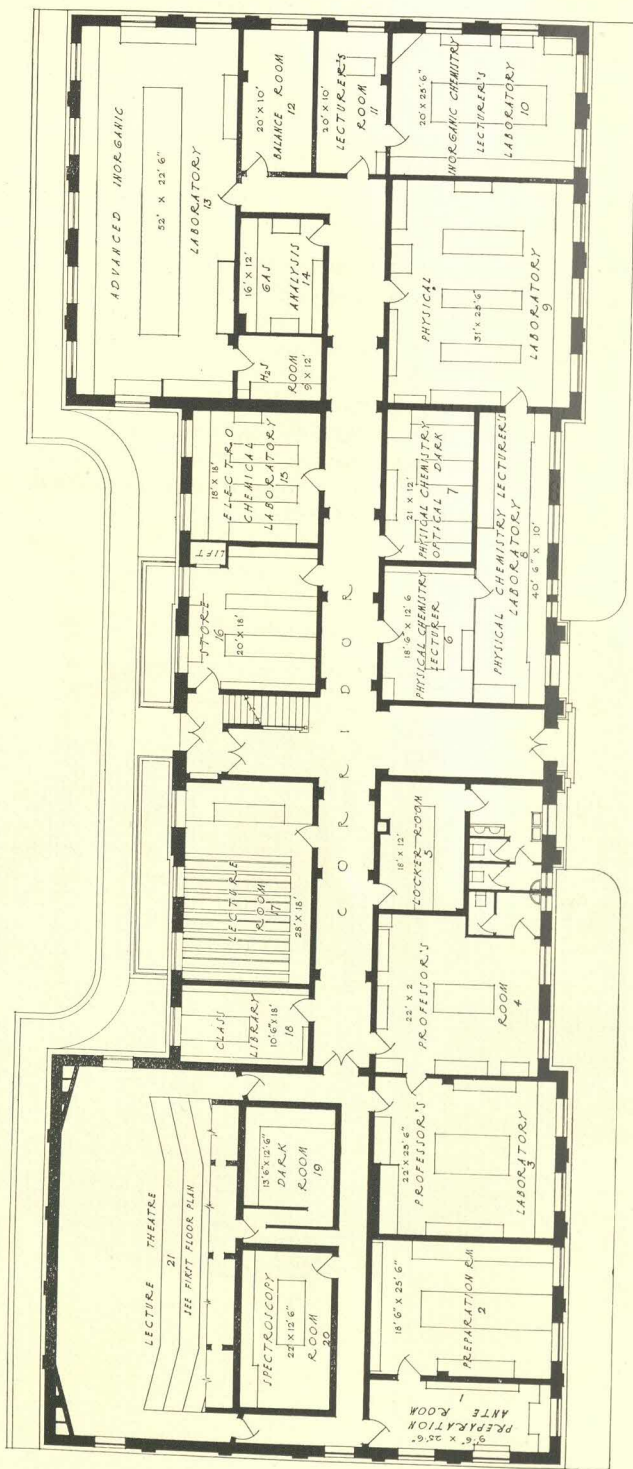 PREPARATION
ANTE ROOM
9'-6" × 25'6"
1
18'6" × 25'6"
PREPARATION RM
2
PROFESSOR'S
22' × 25'6"
LABORATORY
3
PROFESSOR'S
22' × 2
ROOM
4
LOCKER ROOM
18' × 12'
5
18'6" × 12'6
PHYSICAL CHEMISTRY
LECTURER
6
21' × 12'
PHYSICAL CHEMISTRY
OPTICAL DARK
7
PHYSICAL CHEMISTRY LECTURER'S
LABORATORY
8
40'6" × 10'
PHYSICAL
31' × 25'6"
LABORATORY
9
20' × 25'6"
INORGANIC CHEMISTRY
LECTURER'S
LABORATORY
10
20' × 10'
LECTURER'S
ROOM
11
20' × 10'
BALANCE ROOM
12
ADVANCED INORGANIC
52' × 22'6"
LABORATORY
13
16' × 12'
GAS
ANALYSIS
14
H2S
ROOM
9' × 12'
18' × 18'
ELECTRO
CHEMICAL
LABORATORY
15
LIFT
STORE
16
20' × 18'
CORRIDOR
LECTURE
ROOM
17
28' × 18'
CLASS
LIBRARY
10'6" × 18'
18
13'6" × 12'6"
DARK
ROOM
19
SPECTROSCOPY
22' × 12'6"
ROOM
20
LECTURE THEATRE
21
SEE FIRST FLOOR PLAN